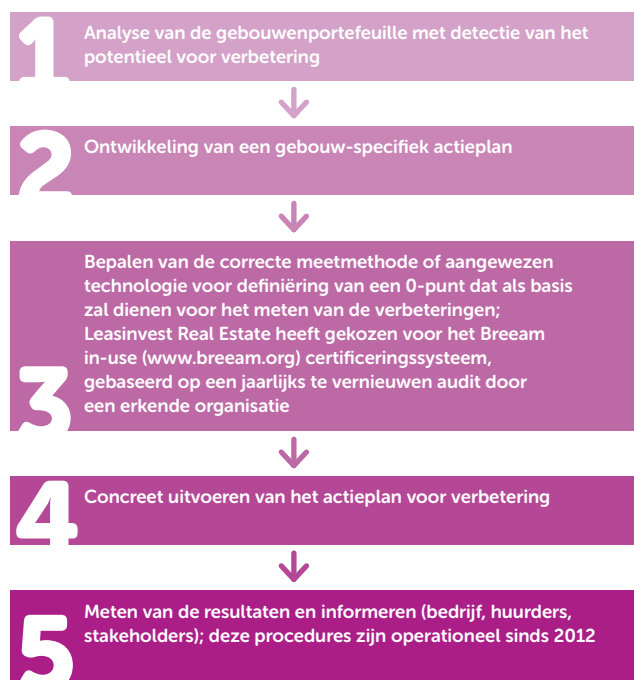 1
Analyse van de gebouwenportefeuille met detectie van het
potentieel voor verbetering
2
Ontwikkeling van een gebouw-specifiek actieplan
3
Bepalen van de correcte meetmethode of aangewezen
technologie voor definiëring van een 0-punt dat als basis
zal dienen voor het meten van de verbeteringen;
Leasinvest Real Estate heeft gekozen voor het Breeam
in-use (www.breeam.org) certificeringssysteem,
gebaseerd op een jaarlijks te vernieuwen audit door
een erkende organisatie
4
Concreet uitvoeren van het actieplan voor verbetering
5
Meten van de resultaten en informeren (bedrijf, huurders,
stakeholders); deze procedures zijn operationeel sinds 2012